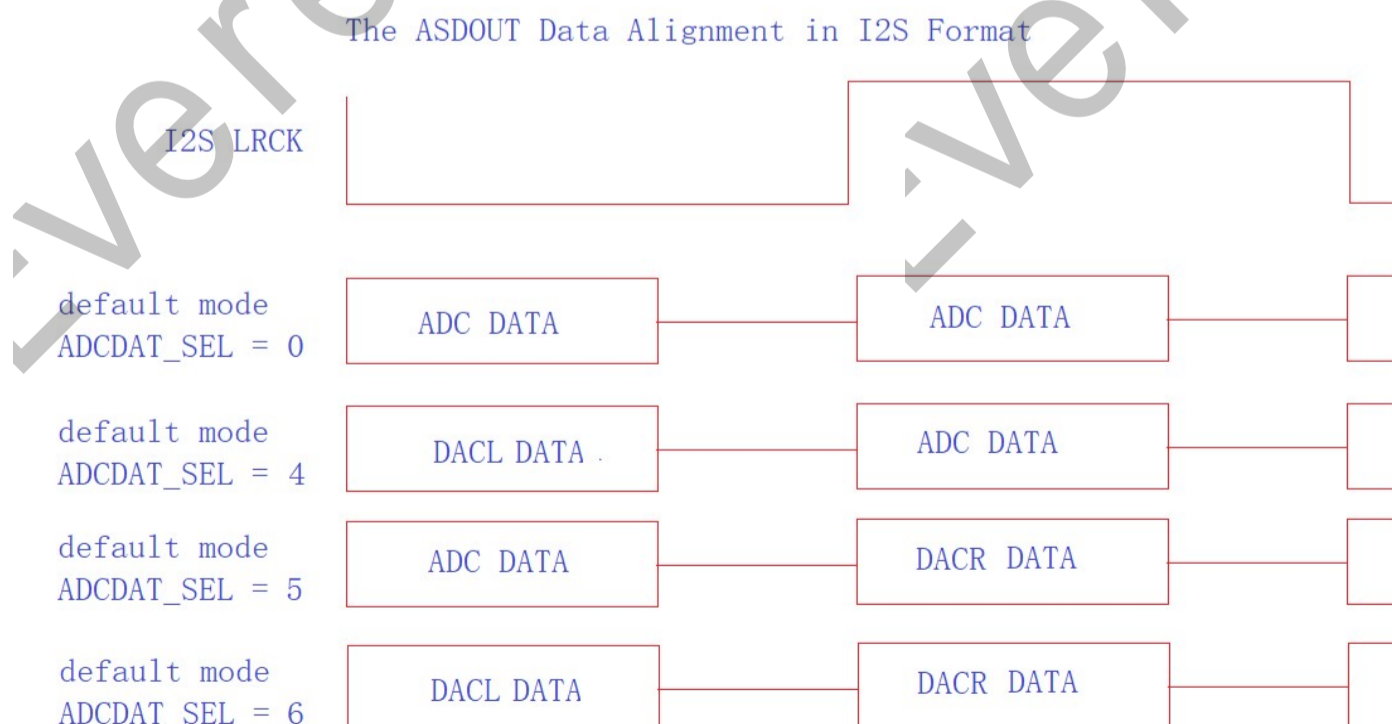 The ASDOUT Data Alignment in I2S Format
I2S LRCK
default mode
ADCDAT_SEL = 0
ADC DATA
ADC DATA
default mode
ADCDAT_SEL = 4
DACL DATA
ADC DATA
default mode
ADCDAT_SEL = 5
ADC DATA
DACR DATA
default mode
ADCDAT_SEL = 6
DACL DATA
DACR DATA